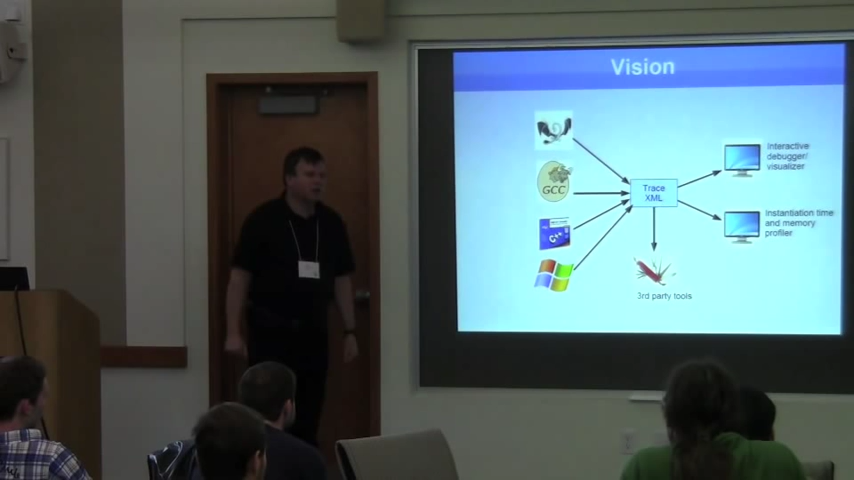 Vision
GCC
Trace
XML
Interactive
debugger/
visualizer
Instantiation time
and memory
profiler
C++
3rd party tools